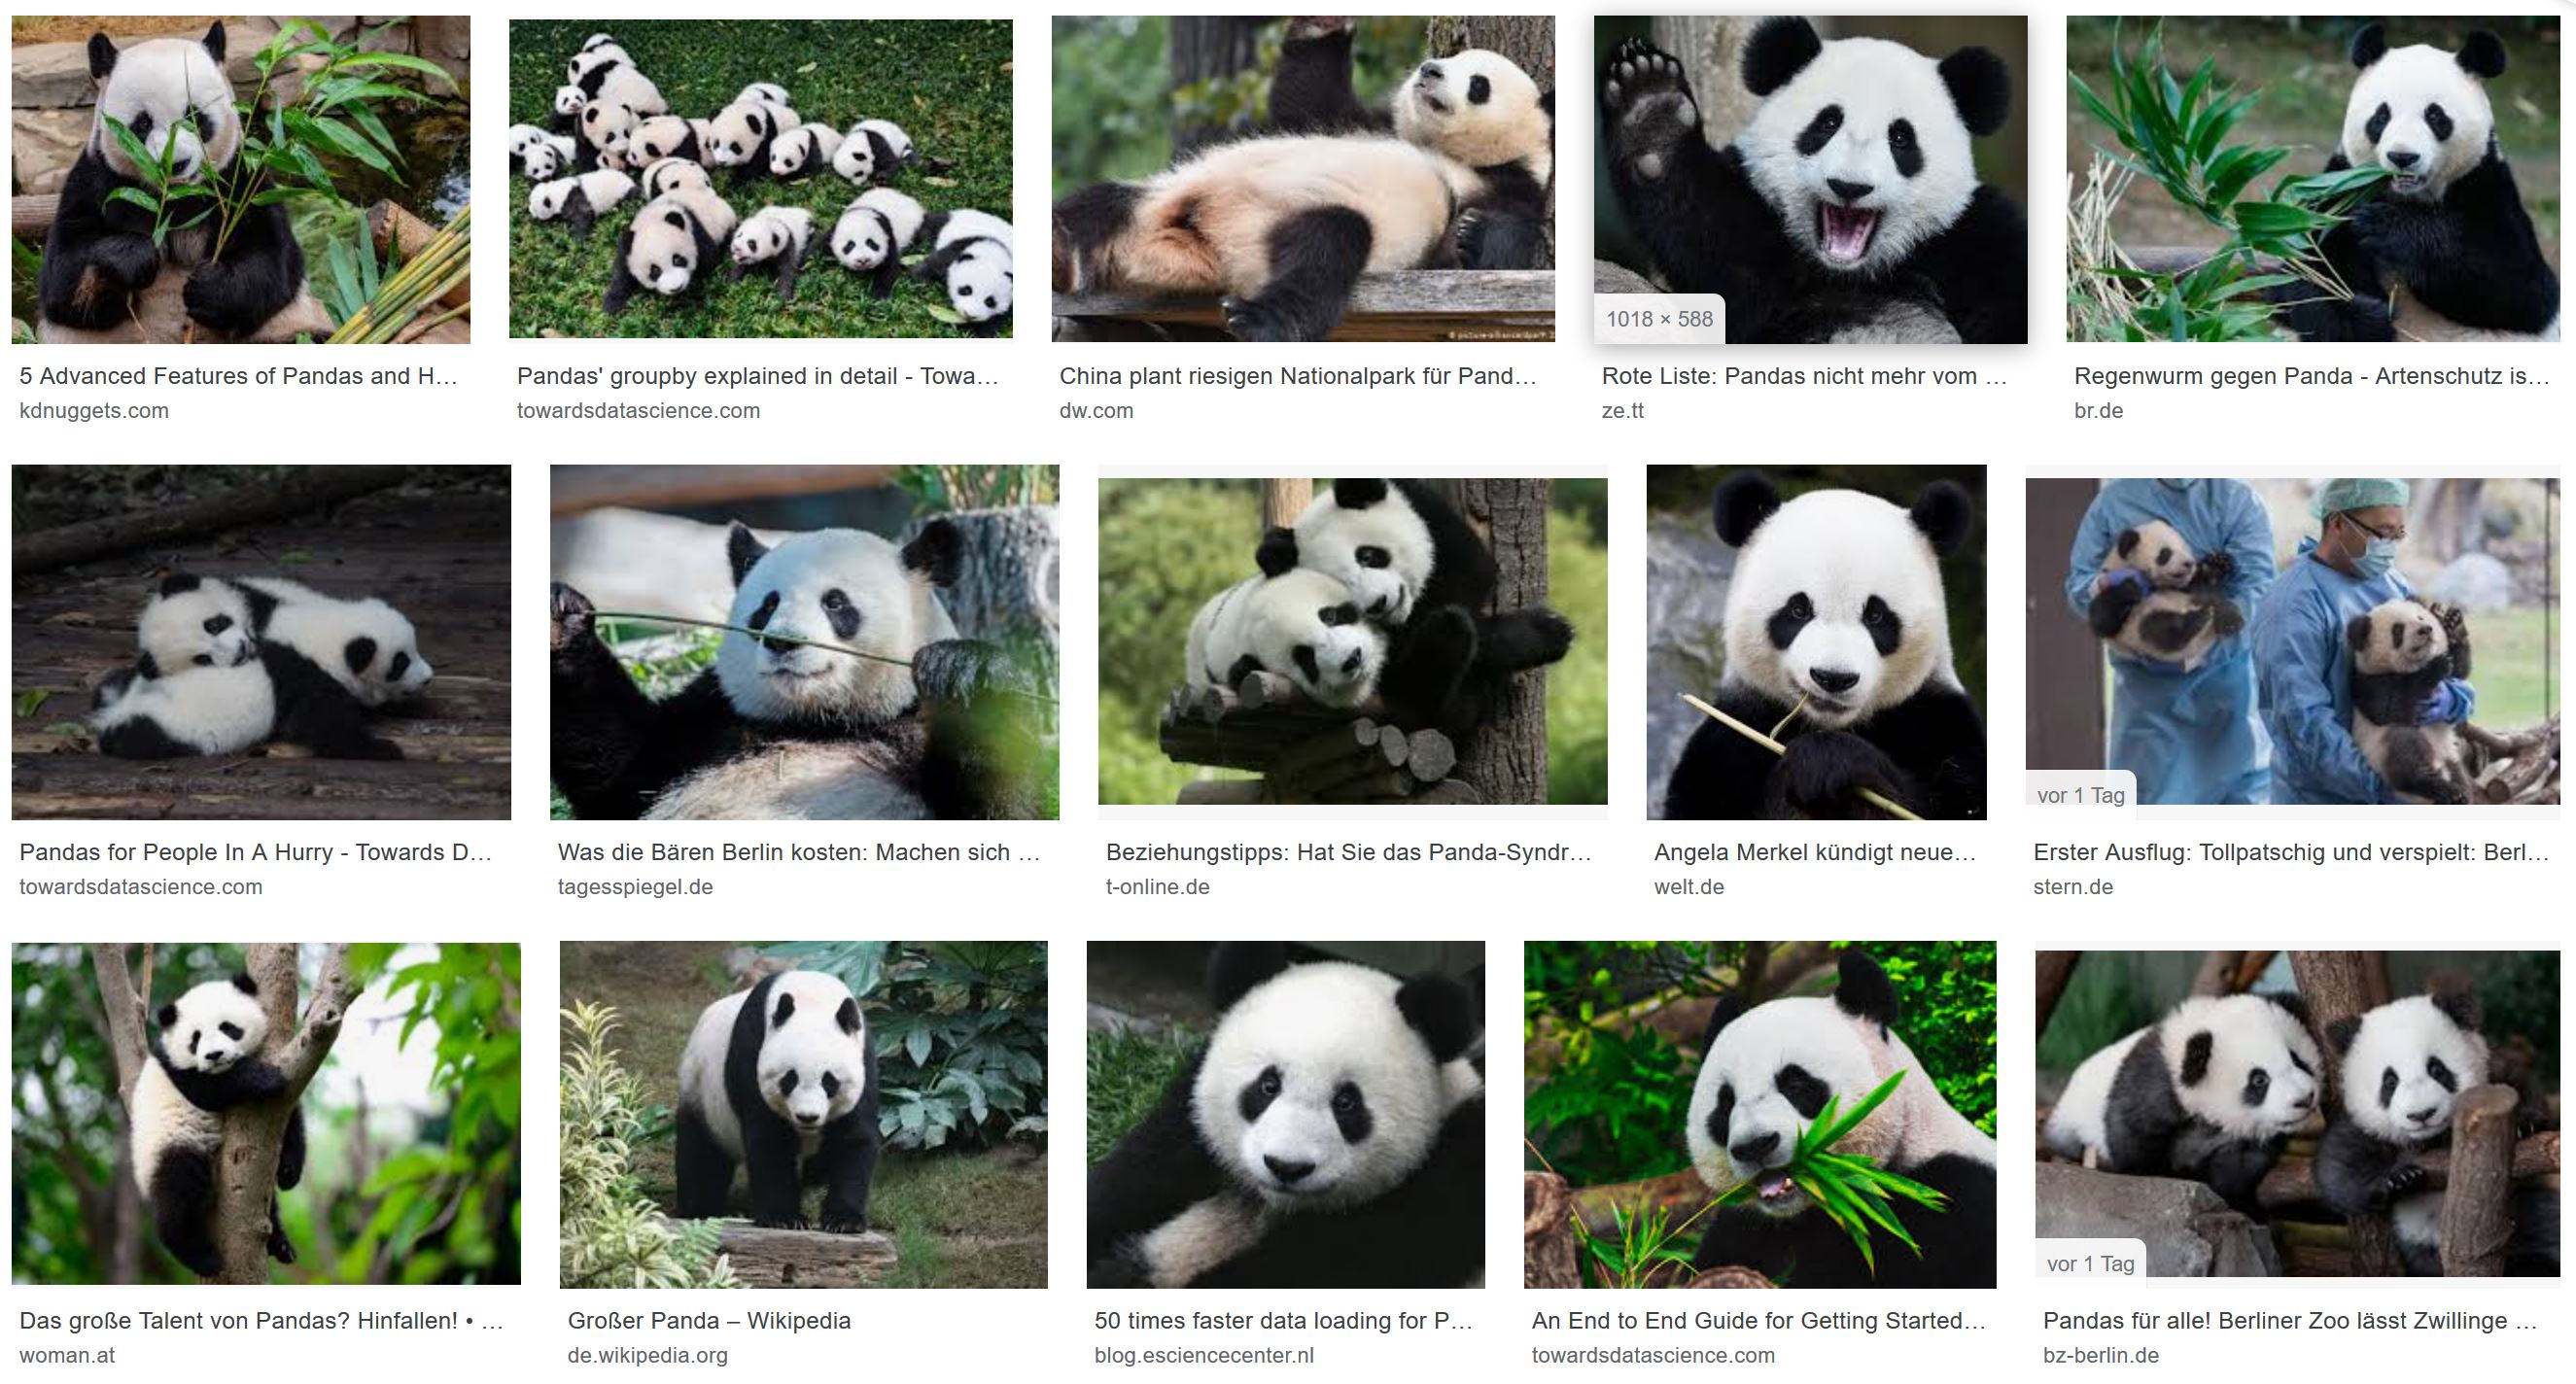 1018 × 588
5 Advanced Features of Pandas and H...
kdnuggets.com
Pandas' groupby explained in detail - Towa...
towardsdatascience.com
China plant riesigen Nationalpark für Pand...
dw.com
Rote Liste: Pandas nicht mehr vom ...
ze.tt
Regenwurm gegen Panda - Artenschutz is...
br.de
vor 1 Tag
Pandas for People In A Hurry - Towards D...
towardsdatascience.com
Was die Bären Berlin kosten: Machen sich ...
tagesspiegel.de
Beziehungstipps: Hat Sie das Panda-Syndr...
t-online.de
Angela Merkel kündigt neue...
welt.de
Erster Ausflug: Tollpatschig und verspielt: Berl...
stern.de
vor 1 Tag
Das große Talent von Pandas? Hinfallen! • ...
woman.at
Großer Panda – Wikipedia
de.wikipedia.org
50 times faster data loading for P...
blog.esciencecenter.nl
An End to End Guide for Getting Started...
towardsdatascience.com
Pandas für alle! Berliner Zoo lässt Zwillinge ...
bz-berlin.de